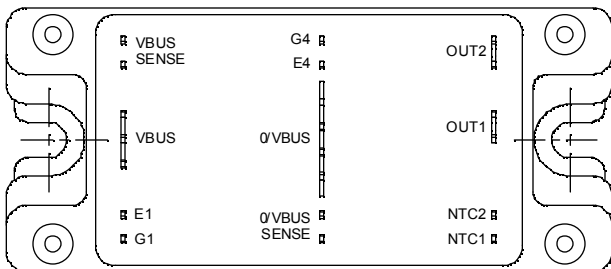 VBUS
SENSE
G4
E4
OUT2
VBUS
0/VBUS
OUT1
E1
G1
0/VBUS
SENSE
NTC2
NTC1